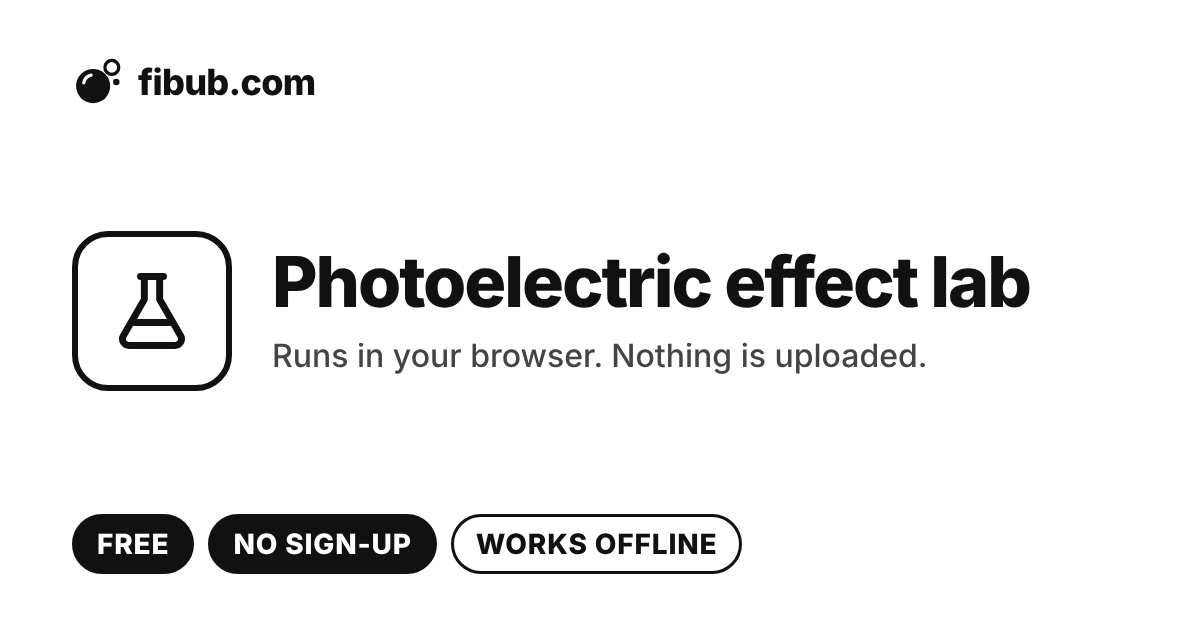 fibub.com
Photoelectric effect lab
Runs in your browser. Nothing is uploaded.
FREE
NO SIGN-UP
WORKS OFFLINE